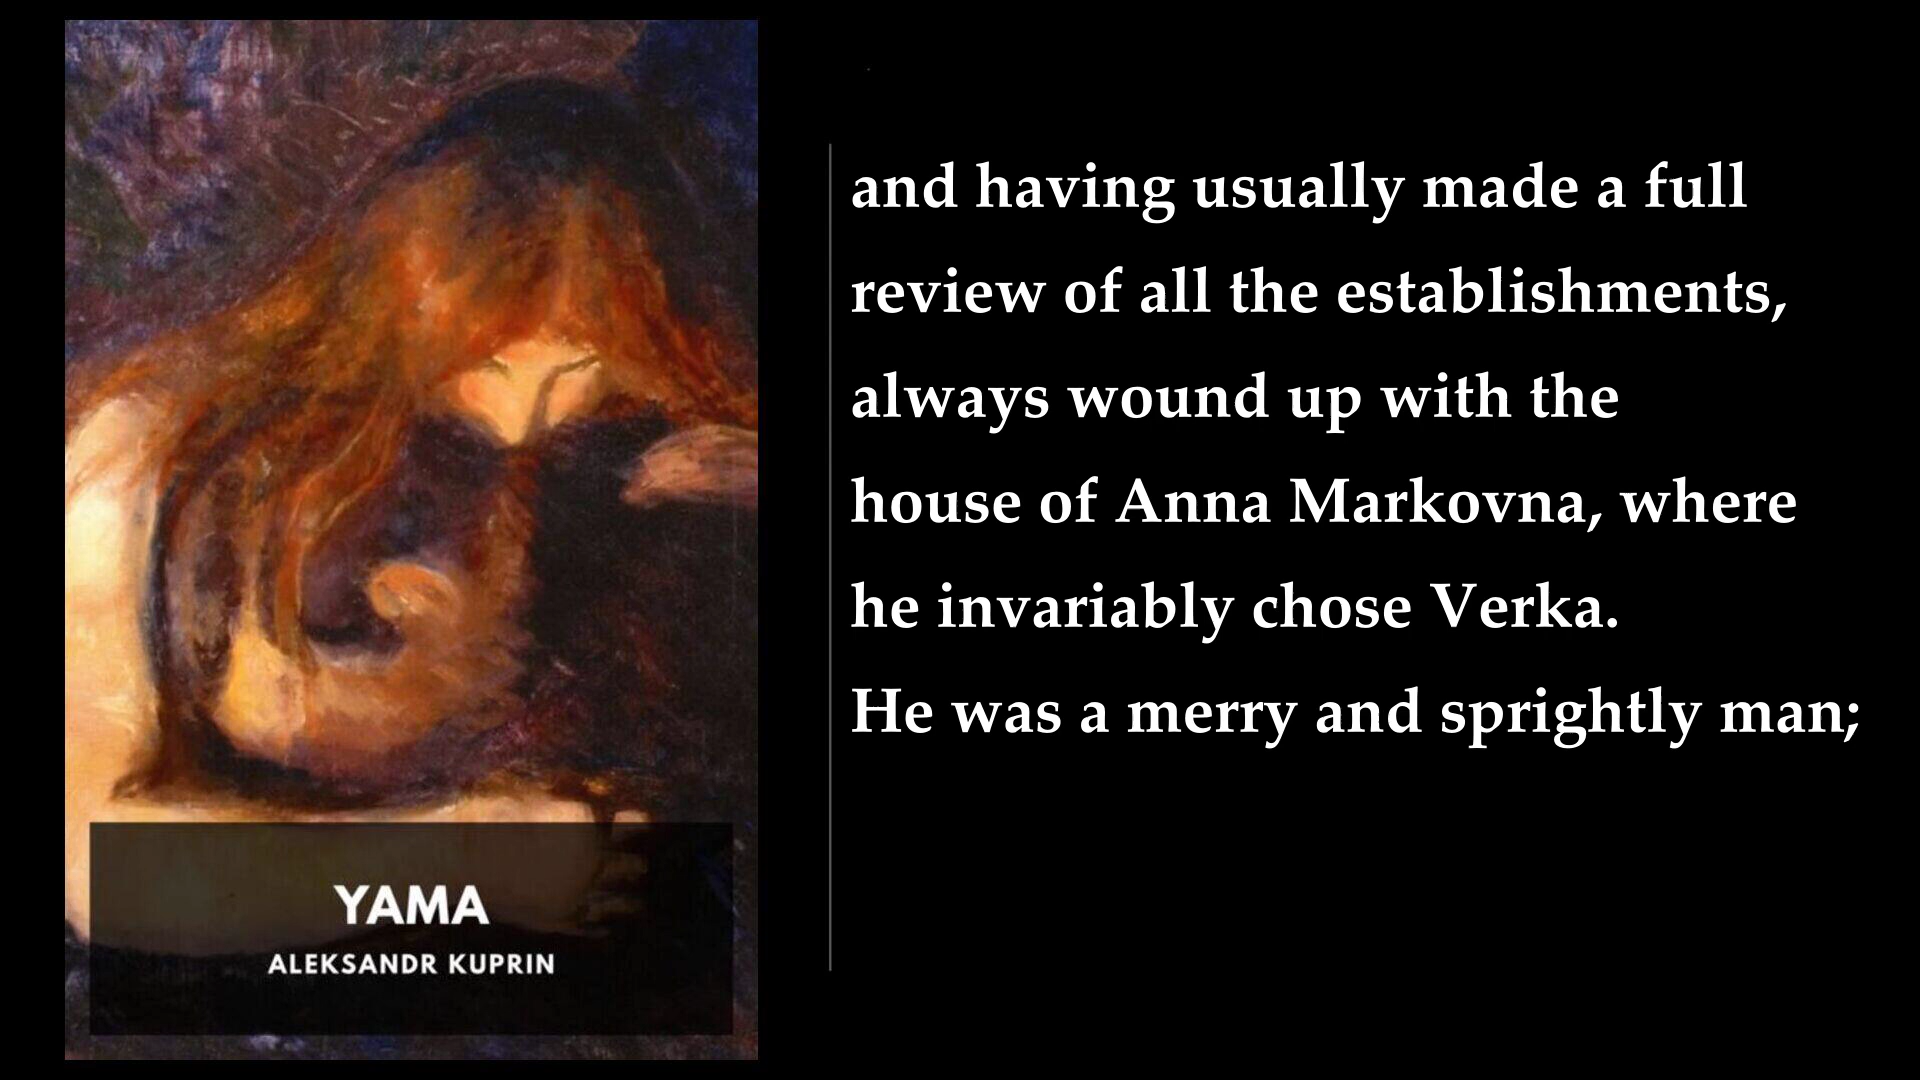 YAMA
ALEKSANDR KUPRIN
and having usually made a full
review of all the establishments,
always wound up with the
house of Anna Markovna, where
he invariably chose Verka.
He was a merry and sprightly man;